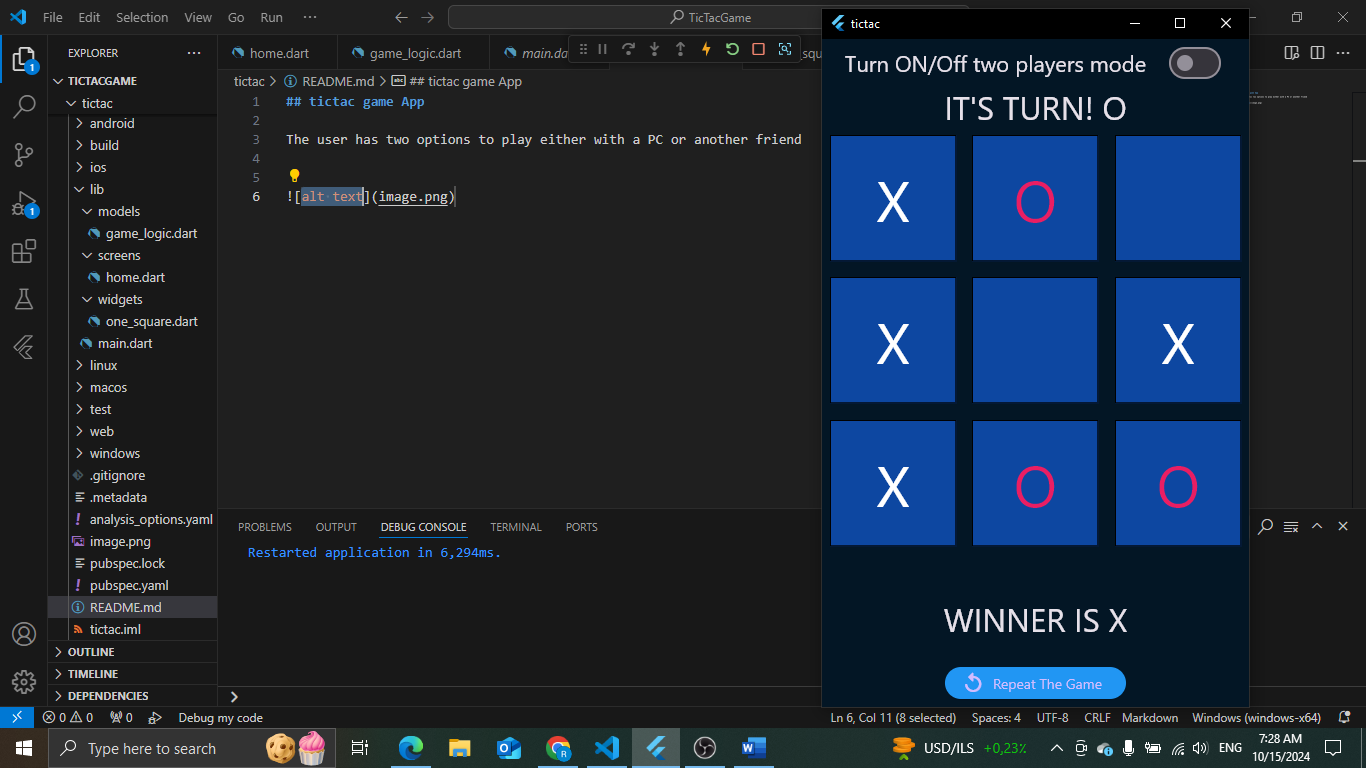 File Edit Selection View Go Run ··· TicTacGame
EXPLORER ···
TICTACGAME
tictac
android
build
ios
lib
models
game_logic.dart
screens
home.dart
widgets
one_square.dart
main.dart
linux
macos
test
web
windows
.gitignore
.metadata
analysis_options.yaml
image.png
pubspec.lock
pubspec.yaml
README.md
tictac.iml
OUTLINE
TIMELINE
DEPENDENCIES
home.dart game_logic.dart main.da
tictac > README.md > ## tictac game App
1 ## tictac game App
2
3 The user has two options to play either with a PC or another friend
4
5
6 ![alt text](image.png)
PROBLEMS OUTPUT DEBUG CONSOLE TERMINAL PORTS
Restarted application in 6,294ms.
tictac
Turn ON/Off two players mode
IT'S TURN! O
X O
X X
X O O
WINNER IS X
Repeat The Game
0 0 0 Debug my code Ln 6, Col 11 (8 selected) Spaces: 4 UTF-8 CRLF Markdown Windows (windows-x64)
Type here to search USD/ILS +0,23% ENG 7:28 AM
10/15/2024